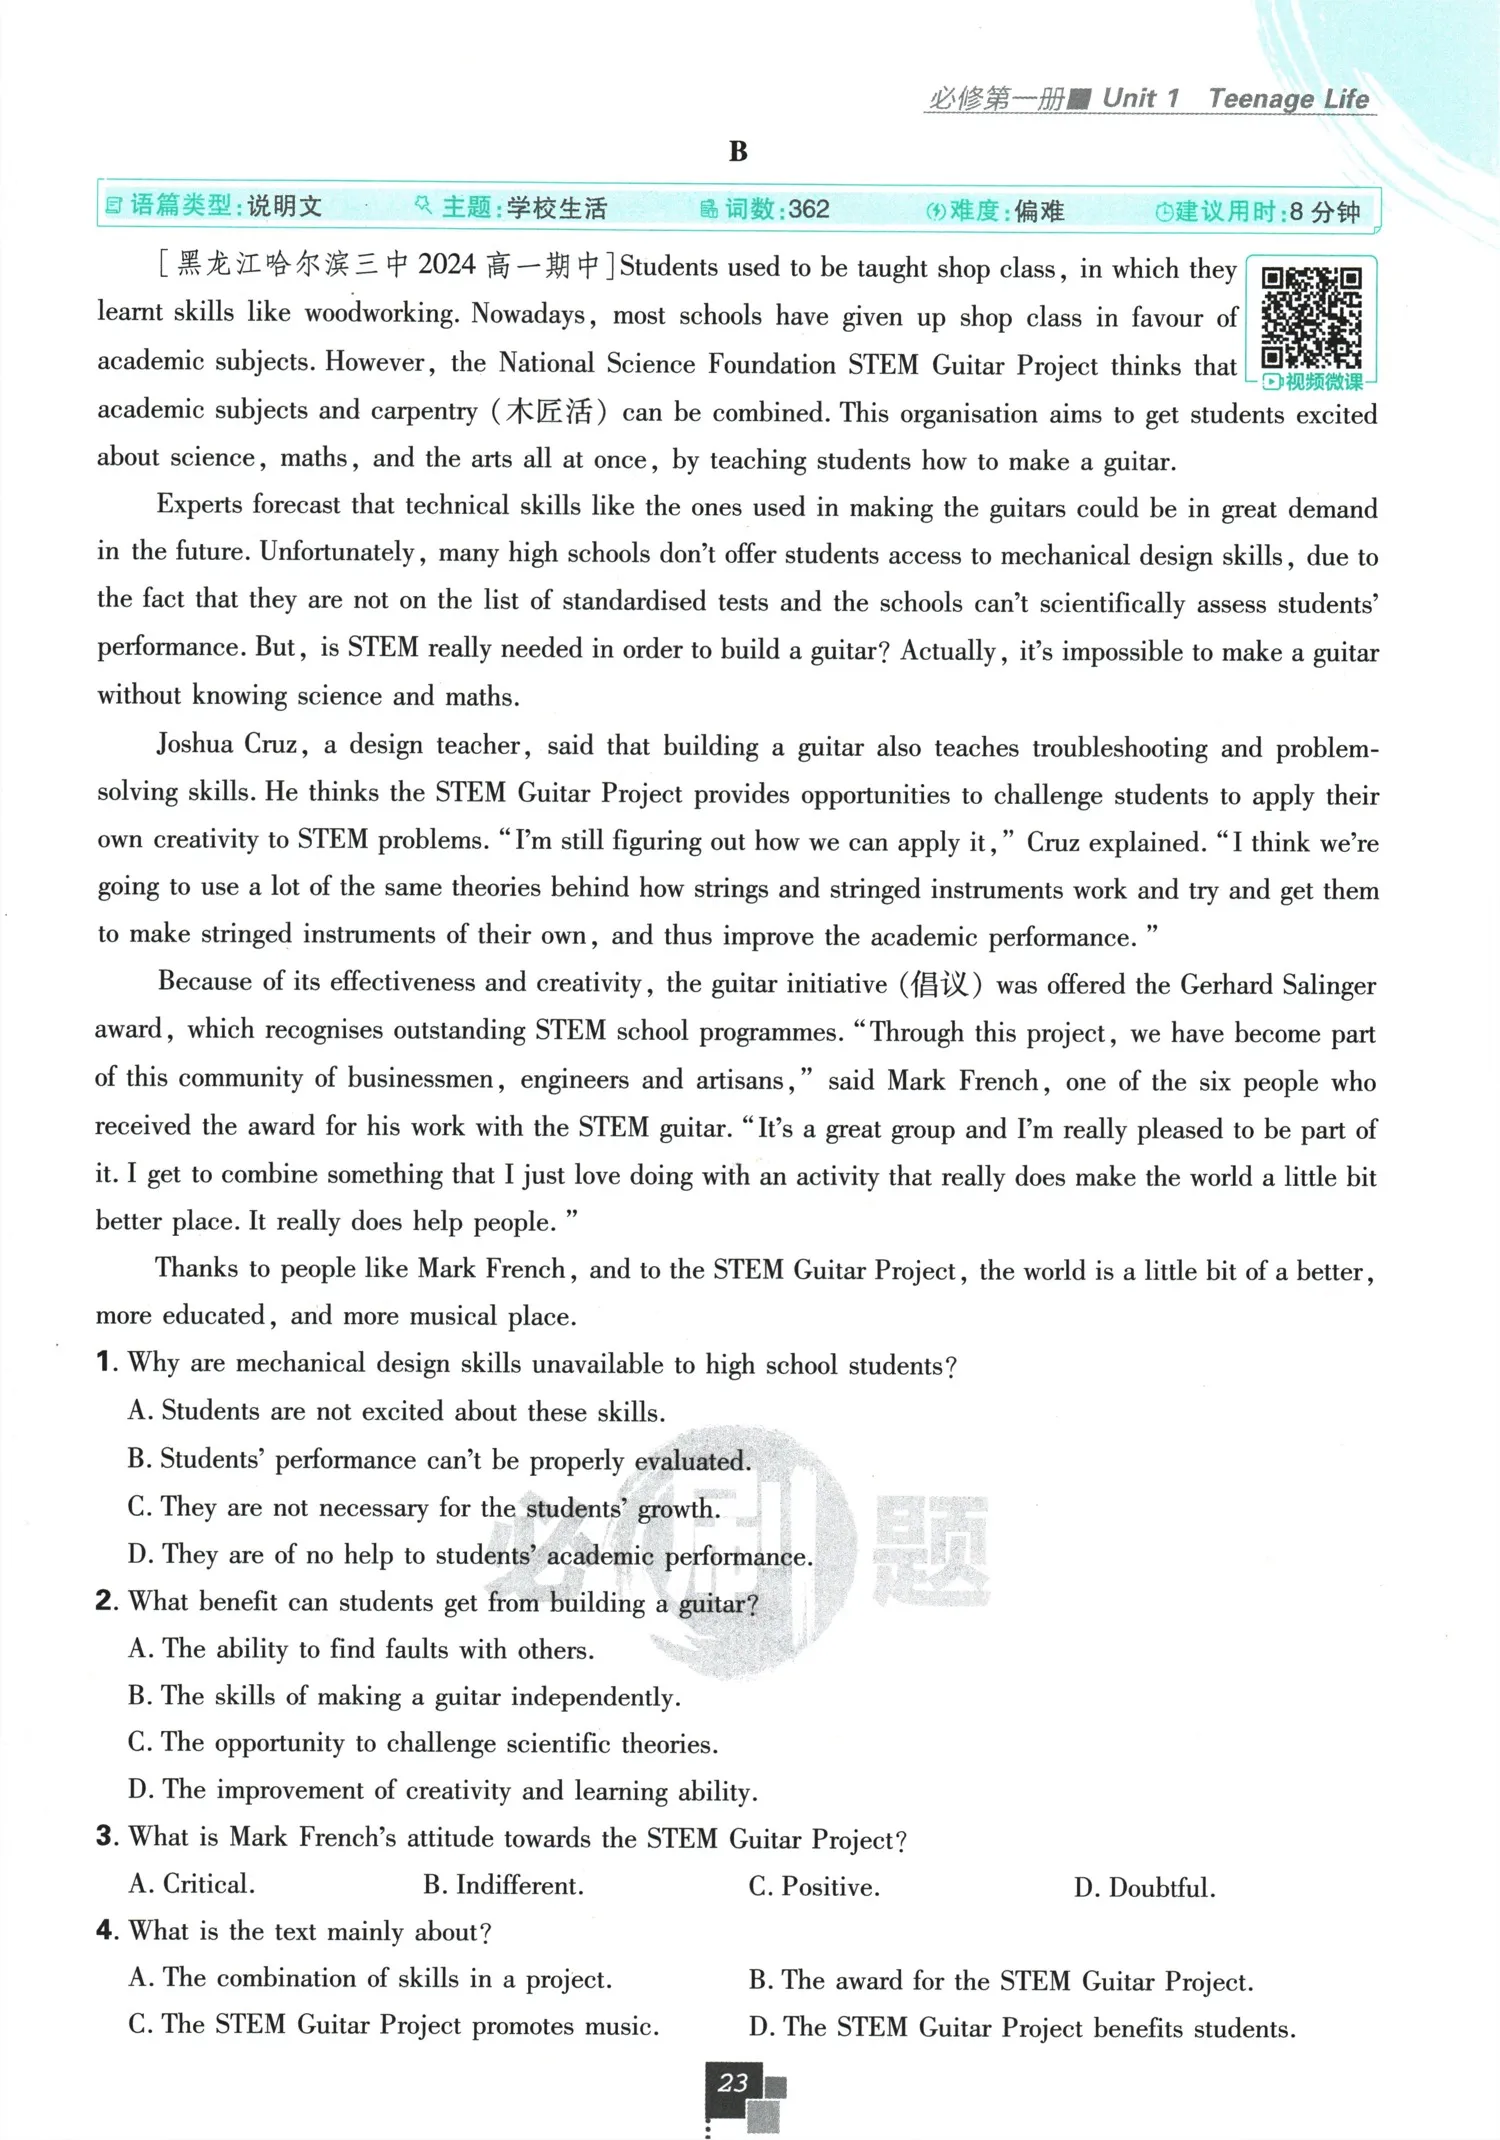 必修第一册■ Unit 1 Teenage Life
B
语篇类型:说明文 主题:学校生活 词数:362 难度:偏难 建议用时:8 分钟
[黑龙江哈尔滨三中 2024 高一期中]Students used to be taught shop class, in which they
learnt skills like woodworking. Nowadays, most schools have given up shop class in favour of
academic subjects. However, the National Science Foundation STEM Guitar Project thinks that
视频微课
academic subjects and carpentry (木匠活) can be combined. This organisation aims to get students excited
about science, maths, and the arts all at once, by teaching students how to make a guitar.
Experts forecast that technical skills like the ones used in making the guitars could be in great demand
in the future. Unfortunately, many high schools don't offer students access to mechanical design skills, due to
the fact that they are not on the list of standardised tests and the schools can't scientifically assess students'
performance. But, is STEM really needed in order to build a guitar? Actually, it's impossible to make a guitar
without knowing science and maths.
Joshua Cruz, a design teacher, said that building a guitar also teaches troubleshooting and problem-
solving skills. He thinks the STEM Guitar Project provides opportunities to challenge students to apply their
own creativity to STEM problems. “I'm still figuring out how we can apply it,” Cruz explained. “I think we're
going to use a lot of the same theories behind how strings and stringed instruments work and try and get them
to make stringed instruments of their own, and thus improve the academic performance. ”
Because of its effectiveness and creativity, the guitar initiative (倡议) was offered the Gerhard Salinger
award, which recognises outstanding STEM school programmes. “Through this project, we have become part
of this community of businessmen, engineers and artisans,” said Mark French, one of the six people who
received the award for his work with the STEM guitar. “It's a great group and I'm really pleased to be part of
it. I get to combine something that I just love doing with an activity that really does make the world a little bit
better place. It really does help people. ”
Thanks to people like Mark French, and to the STEM Guitar Project, the world is a little bit of a better,
more educated, and more musical place.
1. Why are mechanical design skills unavailable to high school students?
A. Students are not excited about these skills.
B. Students' performance can't be properly evaluated.
C. They are not necessary for the students' growth.
D. They are of no help to students' academic performance.
必刷题
2. What benefit can students get from building a guitar?
A. The ability to find faults with others.
B. The skills of making a guitar independently.
C. The opportunity to challenge scientific theories.
D. The improvement of creativity and learning ability.
3. What is Mark French's attitude towards the STEM Guitar Project?
A. Critical. B. Indifferent. C. Positive. D. Doubtful.
4. What is the text mainly about?
A. The combination of skills in a project. B. The award for the STEM Guitar Project.
C. The STEM Guitar Project promotes music. D. The STEM Guitar Project benefits students.
23